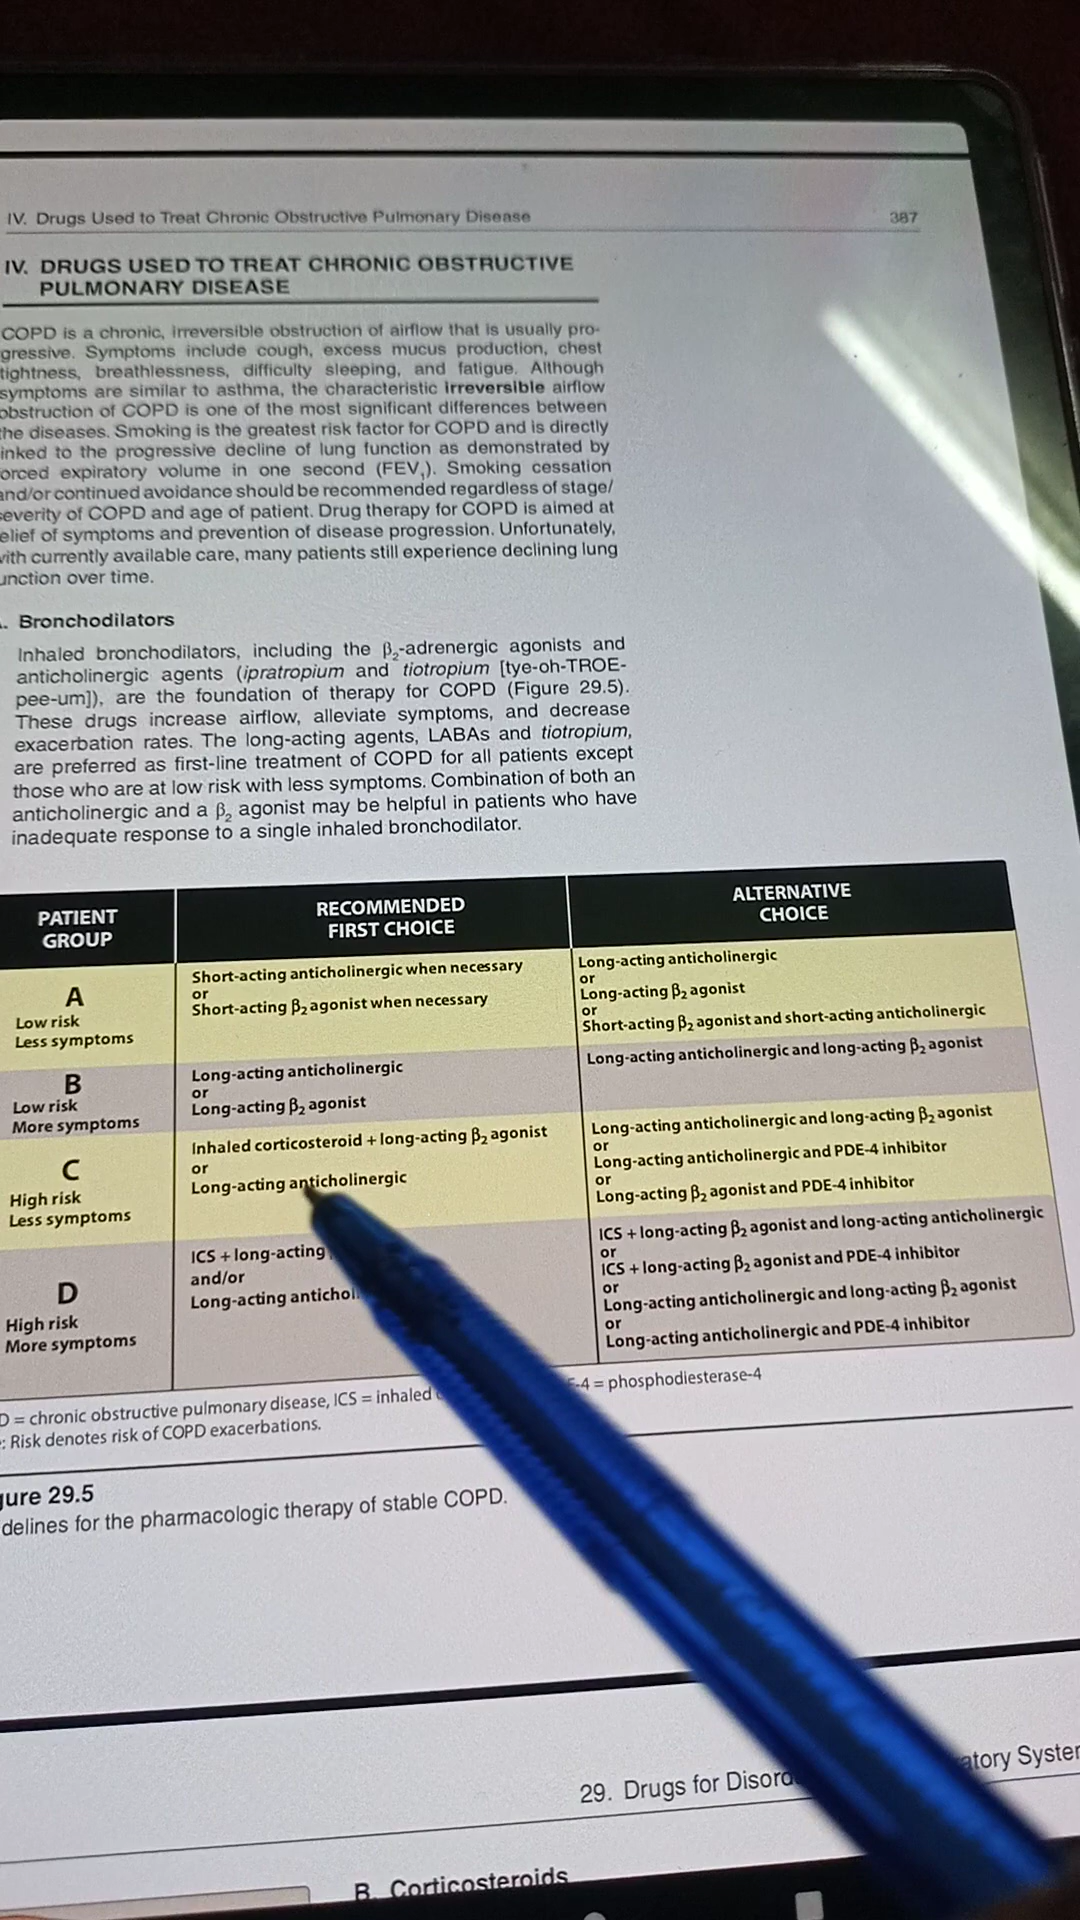 IV. Drugs Used to Treat Chronic Obstructive Pulmonary Disease 387
IV. DRUGS USED TO TREAT CHRONIC OBSTRUCTIVE
PULMONARY DISEASE
COPD is a chronic, irreversible obstruction of airflow that is usually pro-
gressive. Symptoms include cough, excess mucus production, chest
tightness, breathlessness, difficulty sleeping, and fatigue. Although
symptoms are similar to asthma, the characteristic irreversible airflow
obstruction of COPD is one of the most significant differences between
the diseases. Smoking is the greatest risk factor for COPD and is directly
inked to the progressive decline of lung function as demonstrated by
orced expiratory volume in one second (FEV₁). Smoking cessation
and/or continued avoidance should be recommended regardless of stage/
severity of COPD and age of patient. Drug therapy for COPD is aimed at
elief of symptoms and prevention of disease progression. Unfortunately,
with currently available care, many patients still experience declining lung
unction over time.
. Bronchodilators
Inhaled bronchodilators, including the β₂-adrenergic agonists and
anticholinergic agents (ipratropium and tiotropium [tye-oh-TROE-
pee-um]), are the foundation of therapy for COPD (Figure 29.5).
These drugs increase airflow, alleviate symptoms, and decrease
exacerbation rates. The long-acting agents, LABAs and tiotropium,
are preferred as first-line treatment of COPD for all patients except
those who are at low risk with less symptoms. Combination of both an
anticholinergic and a β₂ agonist may be helpful in patients who have
inadequate response to a single inhaled bronchodilator.
PATIENT
GROUP
RECOMMENDED
FIRST CHOICE
ALTERNATIVE
CHOICE
A
Low risk
Less symptoms
Short-acting anticholinergic when necessary
or
Short-acting β₂ agonist when necessary
Long-acting anticholinergic
or
Long-acting β₂ agonist
or
Short-acting β₂ agonist and short-acting anticholinergic
B
Low risk
More symptoms
Long-acting anticholinergic
or
Long-acting β₂ agonist
Long-acting anticholinergic and long-acting β₂ agonist
C
High risk
Less symptoms
Inhaled corticosteroid + long-acting β₂ agonist
or
Long-acting anticholinergic
Long-acting anticholinergic and long-acting β₂ agonist
or
Long-acting anticholinergic and PDE-4 inhibitor
or
Long-acting β₂ agonist and PDE-4 inhibitor
D
High risk
More symptoms
ICS + long-acting
and/or
Long-acting antichol
ICS + long-acting β₂ agonist and long-acting anticholinergic
or
ICS + long-acting β₂ agonist and PDE-4 inhibitor
or
Long-acting anticholinergic and long-acting β₂ agonist
or
Long-acting anticholinergic and PDE-4 inhibitor
D = chronic obstructive pulmonary disease, ICS = inhaled -4 = phosphodiesterase-4
: Risk denotes risk of COPD exacerbations.
gure 29.5
delines for the pharmacologic therapy of stable COPD.
29. Drugs for Disord atory System
B. Corticosteroids